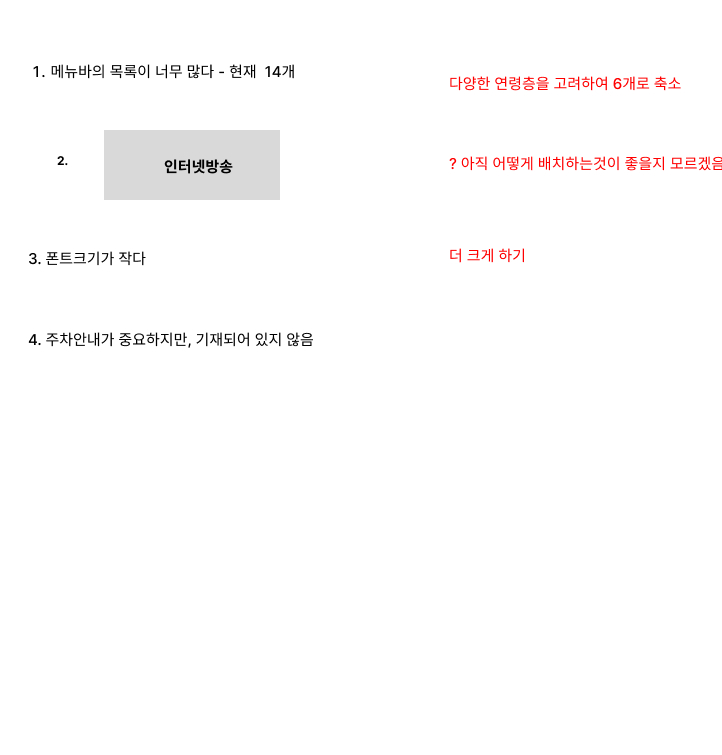 1. 메뉴바의 목록이 너무 많다 - 현재 14개
다양한 연령층을 고려하여 6개로 축소
2.
인터넷방송
? 아직 어떻게 배치하는것이 좋을지 모르겠음
3. 폰트크기가 작다
더 크게 하기
4. 주차안내가 중요하지만, 기재되어 있지 않음